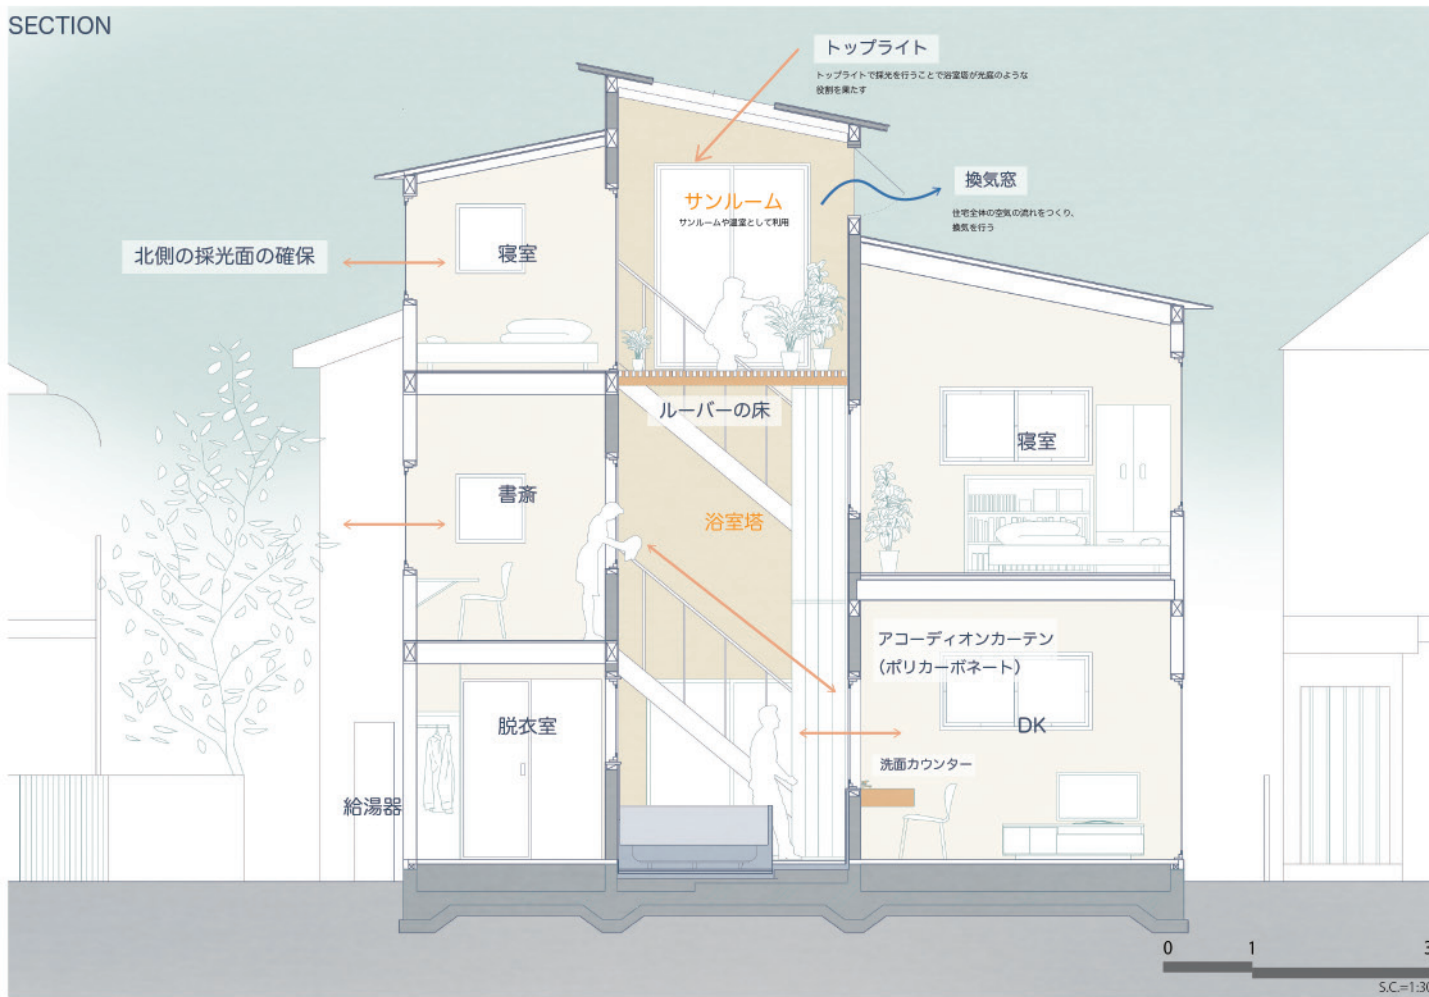 SECTION
トップライト
トップライトで採光を行うことで浴室塔が光庭のような
役割を果たす
換気窓
住宅全体の空気の流れをつくり、
換気を行う
サンルーム
サンルームや温室として利用
北側の採光面の確保
寝室
ルーバーの床
寝室
書斎
浴室塔
アコーディオンカーテン
（ポリカーボネート）
脱衣室
DK
洗面カウンター
給湯器
0 1 3
S.C.=1:30